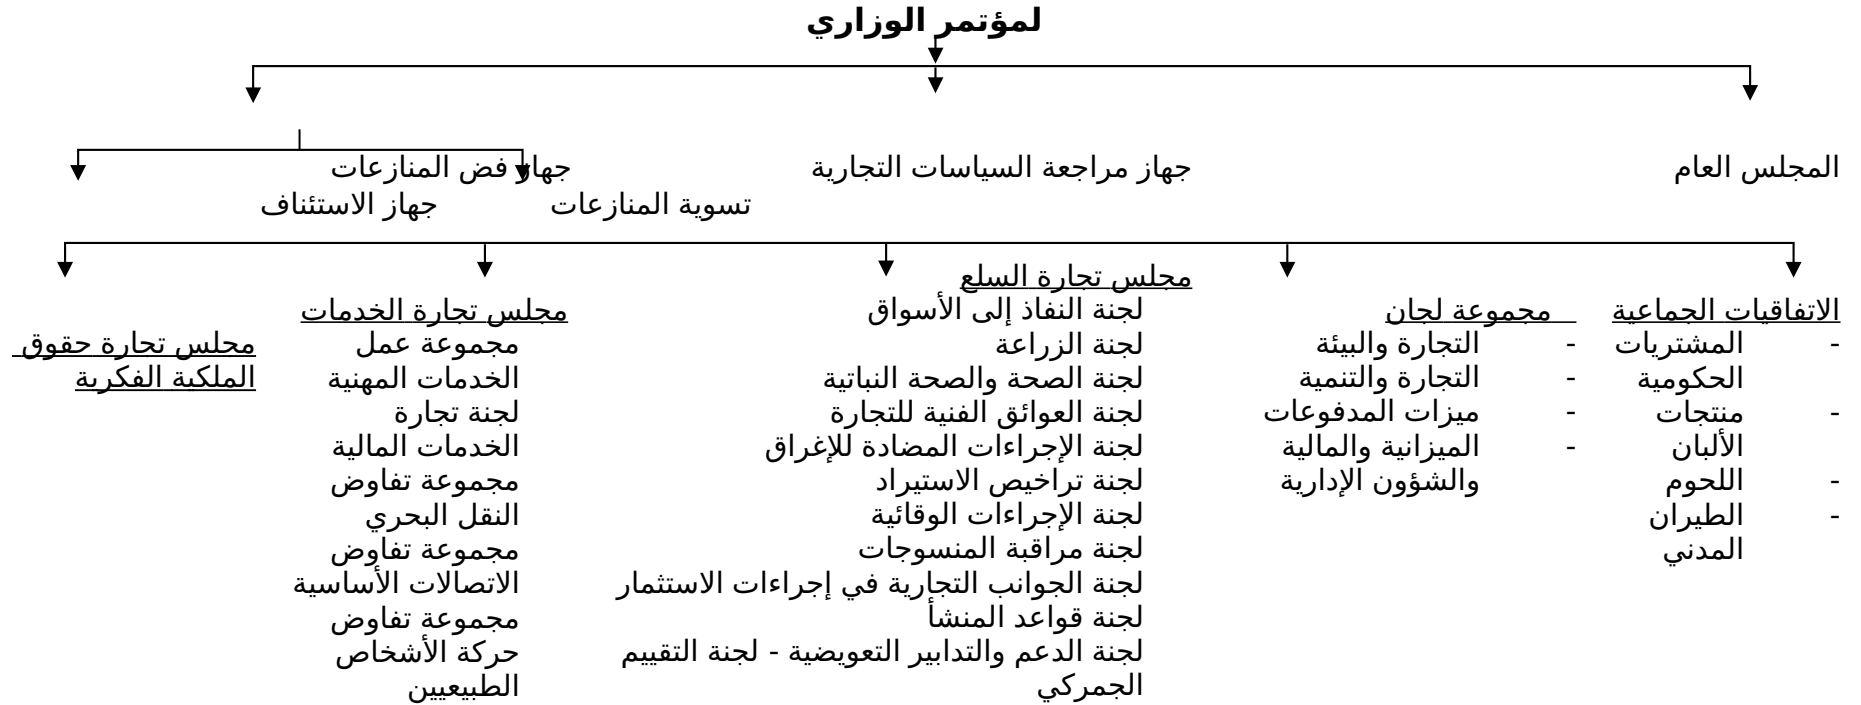 لمؤتمر الوزاري
المجلس العام
جهاز مراجعة السياسات التجارية
جهاز فض المنازعات
تسوية المنازعات
جهاز الاستئناف
الاتفاقيات الجماعية
- المشتريات
الحكومية
- منتجات
الألبان
- اللحوم
- الطيران
المدني
مجموعة لجان
- التجارة والبيئة
- التجارة والتنمية
- ميزات المدفوعات
- الميزانية والمالية
والشؤون الإدارية
مجلس تجارة السلع
لجنة النفاذ إلى الأسواق
لجنة الزراعة
لجنة الصحة والصحة النباتية
لجنة العوائق الفنية للتجارة
لجنة الإجراءات المضادة للإغراق
لجنة تراخيص الاستيراد
لجنة الإجراءات الوقائية
لجنة مراقبة المنسوجات
لجنة الجوانب التجارية في إجراءات الاستثمار
لجنة قواعد المنشأ
لجنة الدعم والتدابير التعويضية - لجنة التقييم
الجمركي
مجلس تجارة الخدمات
مجموعة عمل
الخدمات المهنية
لجنة تجارة
الخدمات المالية
مجموعة تفاوض
النقل البحري
مجموعة تفاوض
الاتصالات الأساسية
مجموعة تفاوض
حركة الأشخاص
الطبيعيين
مجلس تجارة حقوق
الملكية الفكرية